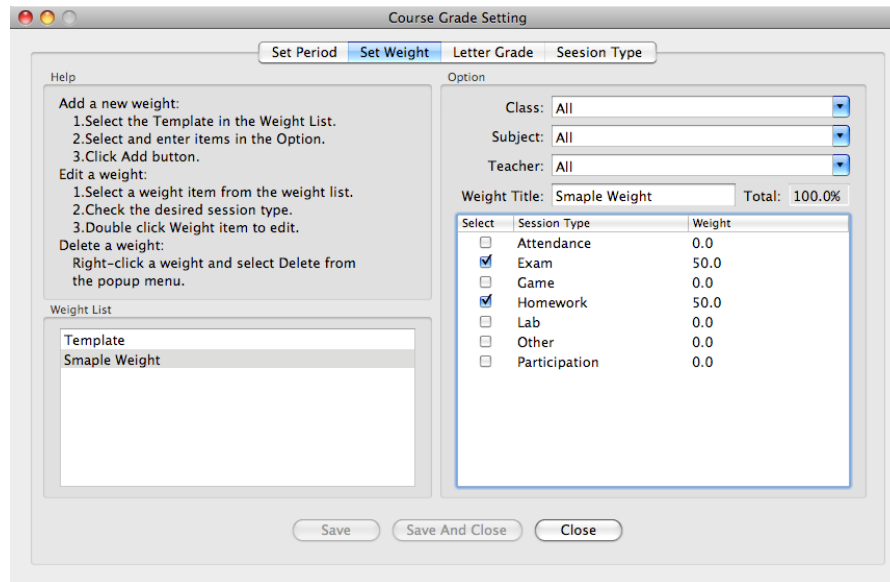 Course Grade Setting
Set Period Set Weight Letter Grade Seesion Type
Help
Add a new weight:
1.Select the Template in the Weight List.
2.Select and enter items in the Option.
3.Click Add button.
Edit a weight:
1.Select a weight item from the weight list.
2.Check the desired session type.
3.Double click Weight item to edit.
Delete a weight:
Right-click a weight and select Delete from
the popup menu.
Weight List
Template
Smaple Weight
Option
Class: All
Subject: All
Teacher: All
Weight Title: Smaple Weight Total: 100.0%
Select Session Type Weight
Attendance 0.0
Exam 50.0
Game 0.0
Homework 50.0
Lab 0.0
Other 0.0
Participation 0.0
Save Save And Close Close